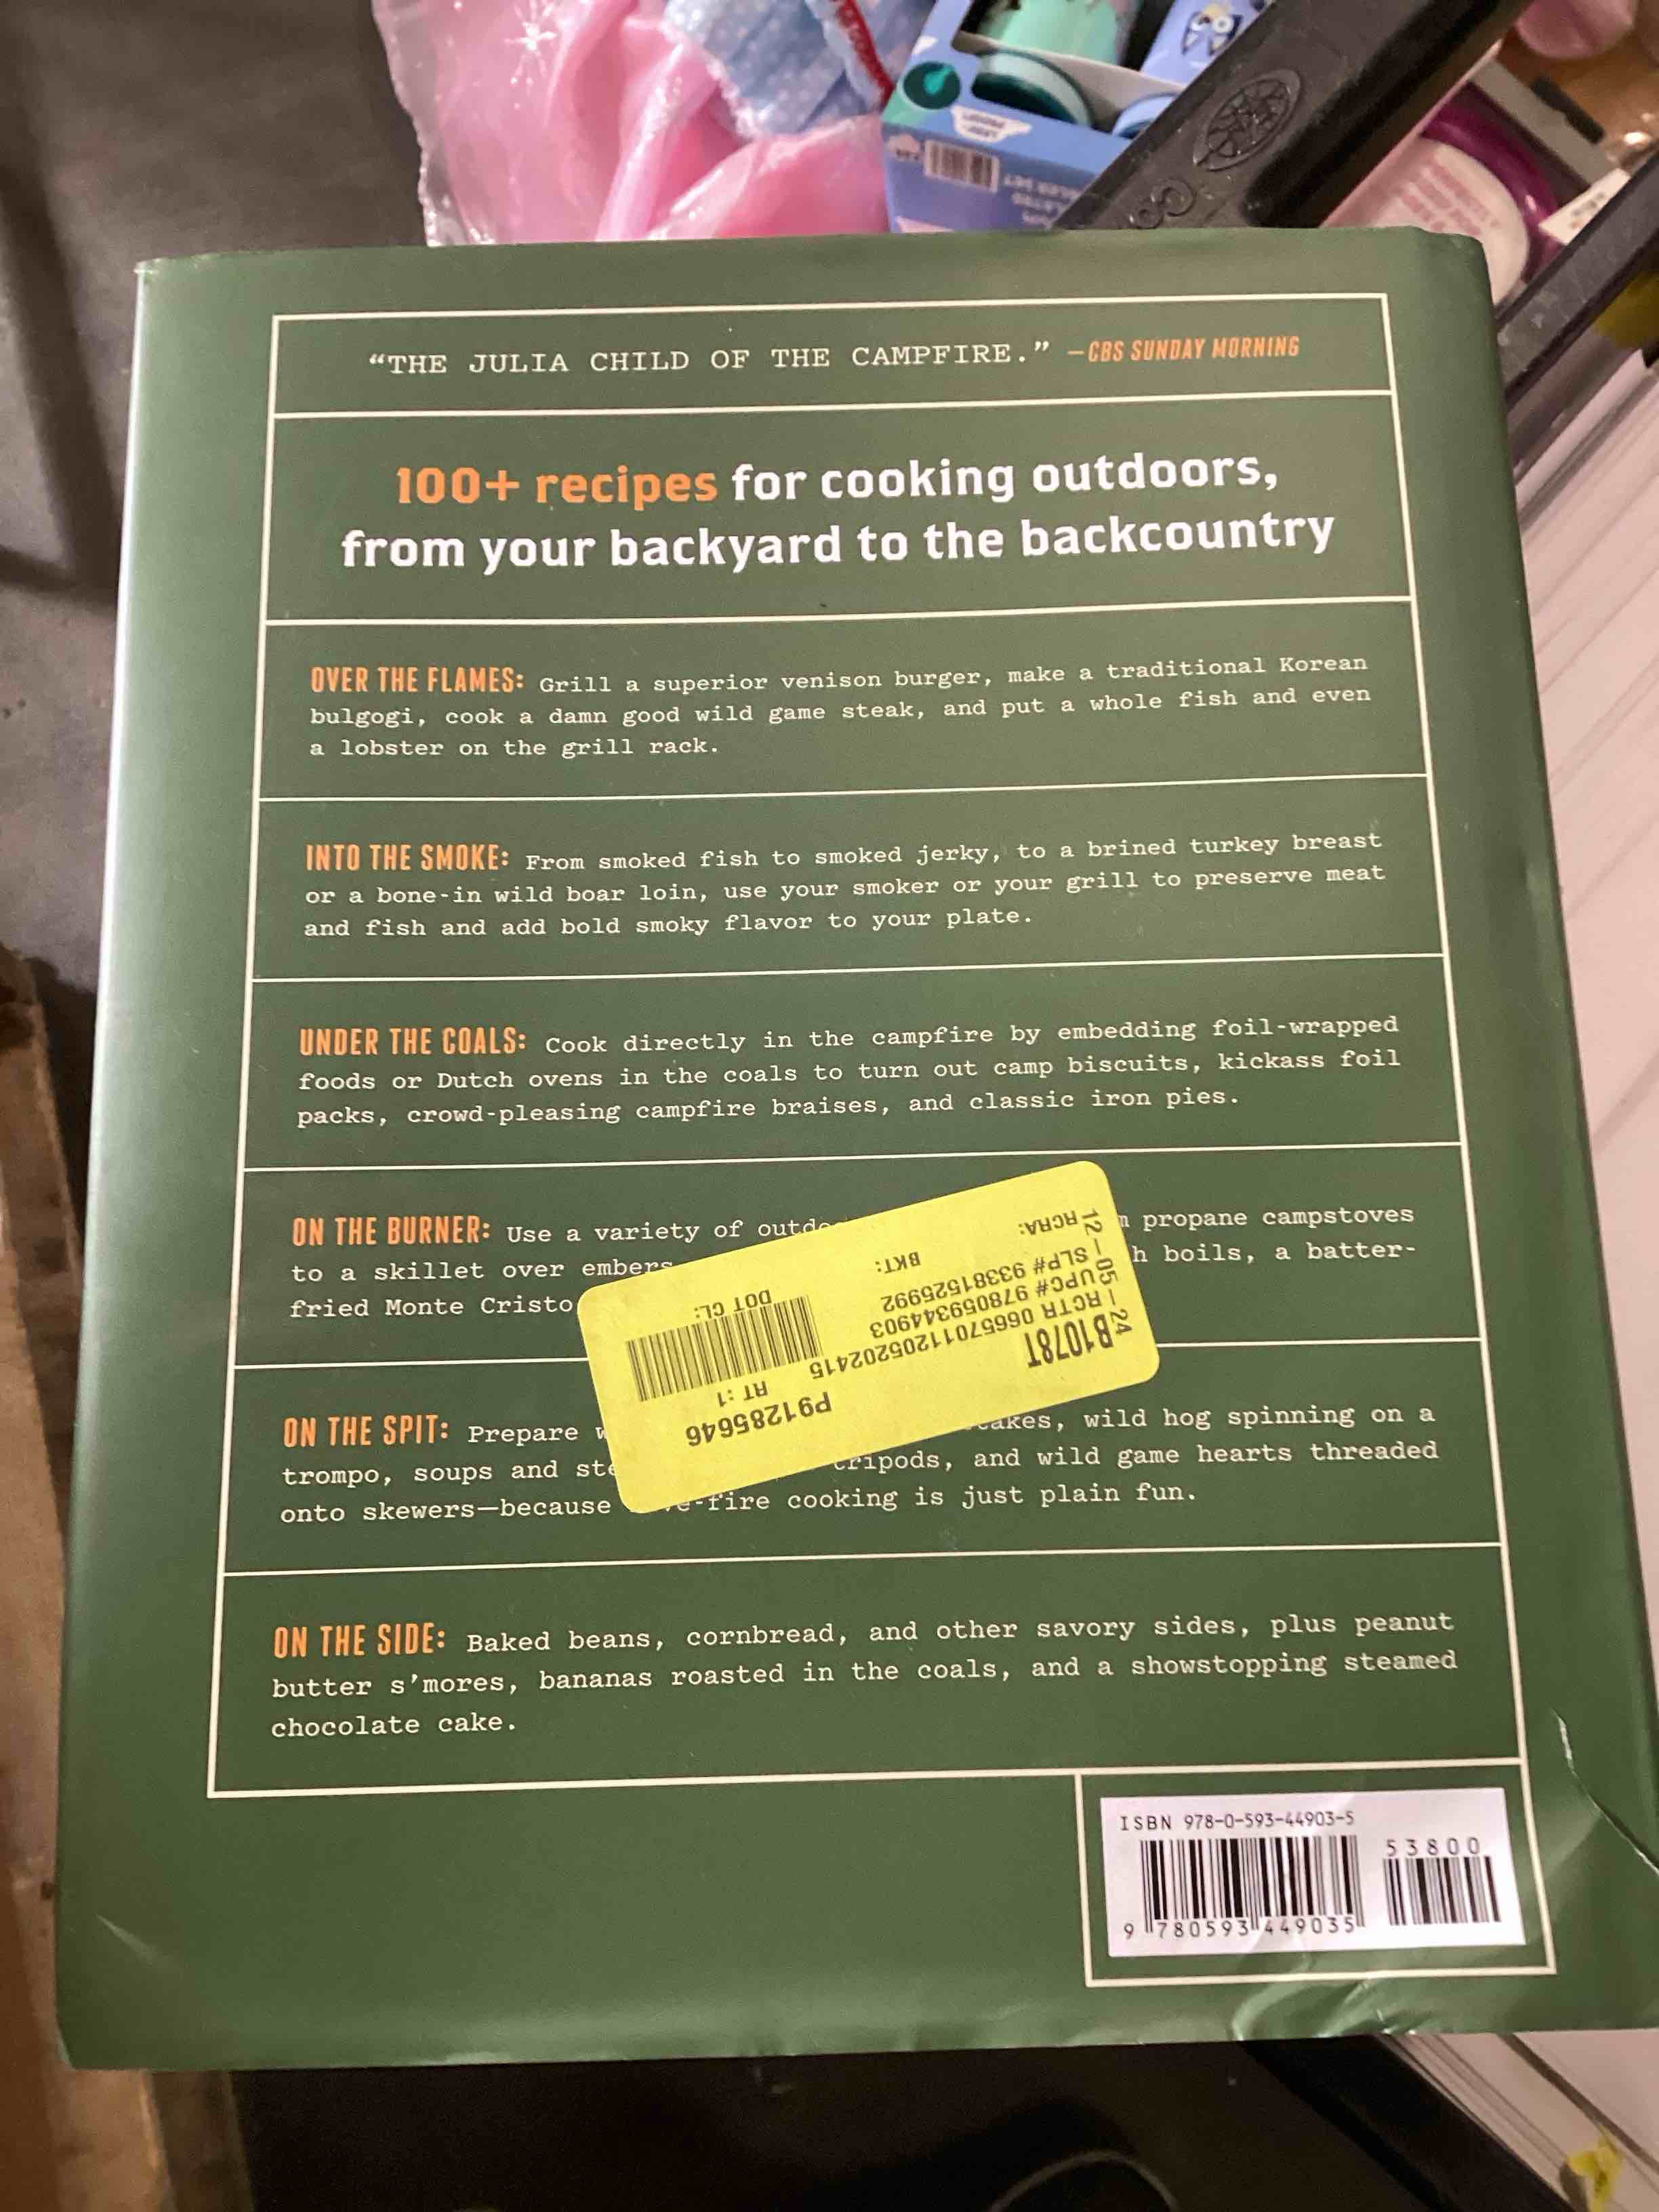 “THE JULIA CHILD OF THE CAMPFIRE.” —CBS SUNDAY MORNING
100+ recipes for cooking outdoors,
from your backyard to the backcountry
OVER THE FLAMES: Grill a superior venison burger, make a traditional Korean
bulgogi, cook a damn good wild game steak, and put a whole fish and even
a lobster on the grill rack.
INTO THE SMOKE: From smoked fish to smoked jerky, to a brined turkey breast
or a bone-in wild boar loin, use your smoker or your grill to preserve meat
and fish and add bold smoky flavor to your plate.
UNDER THE COALS: Cook directly in the campfire by embedding foil-wrapped
foods or Dutch ovens in the coals to turn out camp biscuits, kickass foil
packs, crowd-pleasing campfire braises, and classic iron pies.
ON THE BURNER: Use a variety of propane campstoves
to a skillet over embers boils, a batter-
fried Monte Cristo
ON THE SPIT: Prepare wild hog spinning on a
trompo, soups and tripods, and wild game hearts threaded
onto skewers—because fire cooking is just plain fun.
ON THE SIDE: Baked beans, cornbread, and other savory sides, plus peanut
butter s’mores, bananas roasted in the coals, and a showstopping steamed
chocolate cake.
P91285646
RT :1
DOT CL:
B1078T
RCTR 06657011205202415
UPC# 978059344903
SLP# 93381525992
BKT:
RCRA:
12-05-24
ISBN 978-0-593-44903-5
53800
9 780593 449035